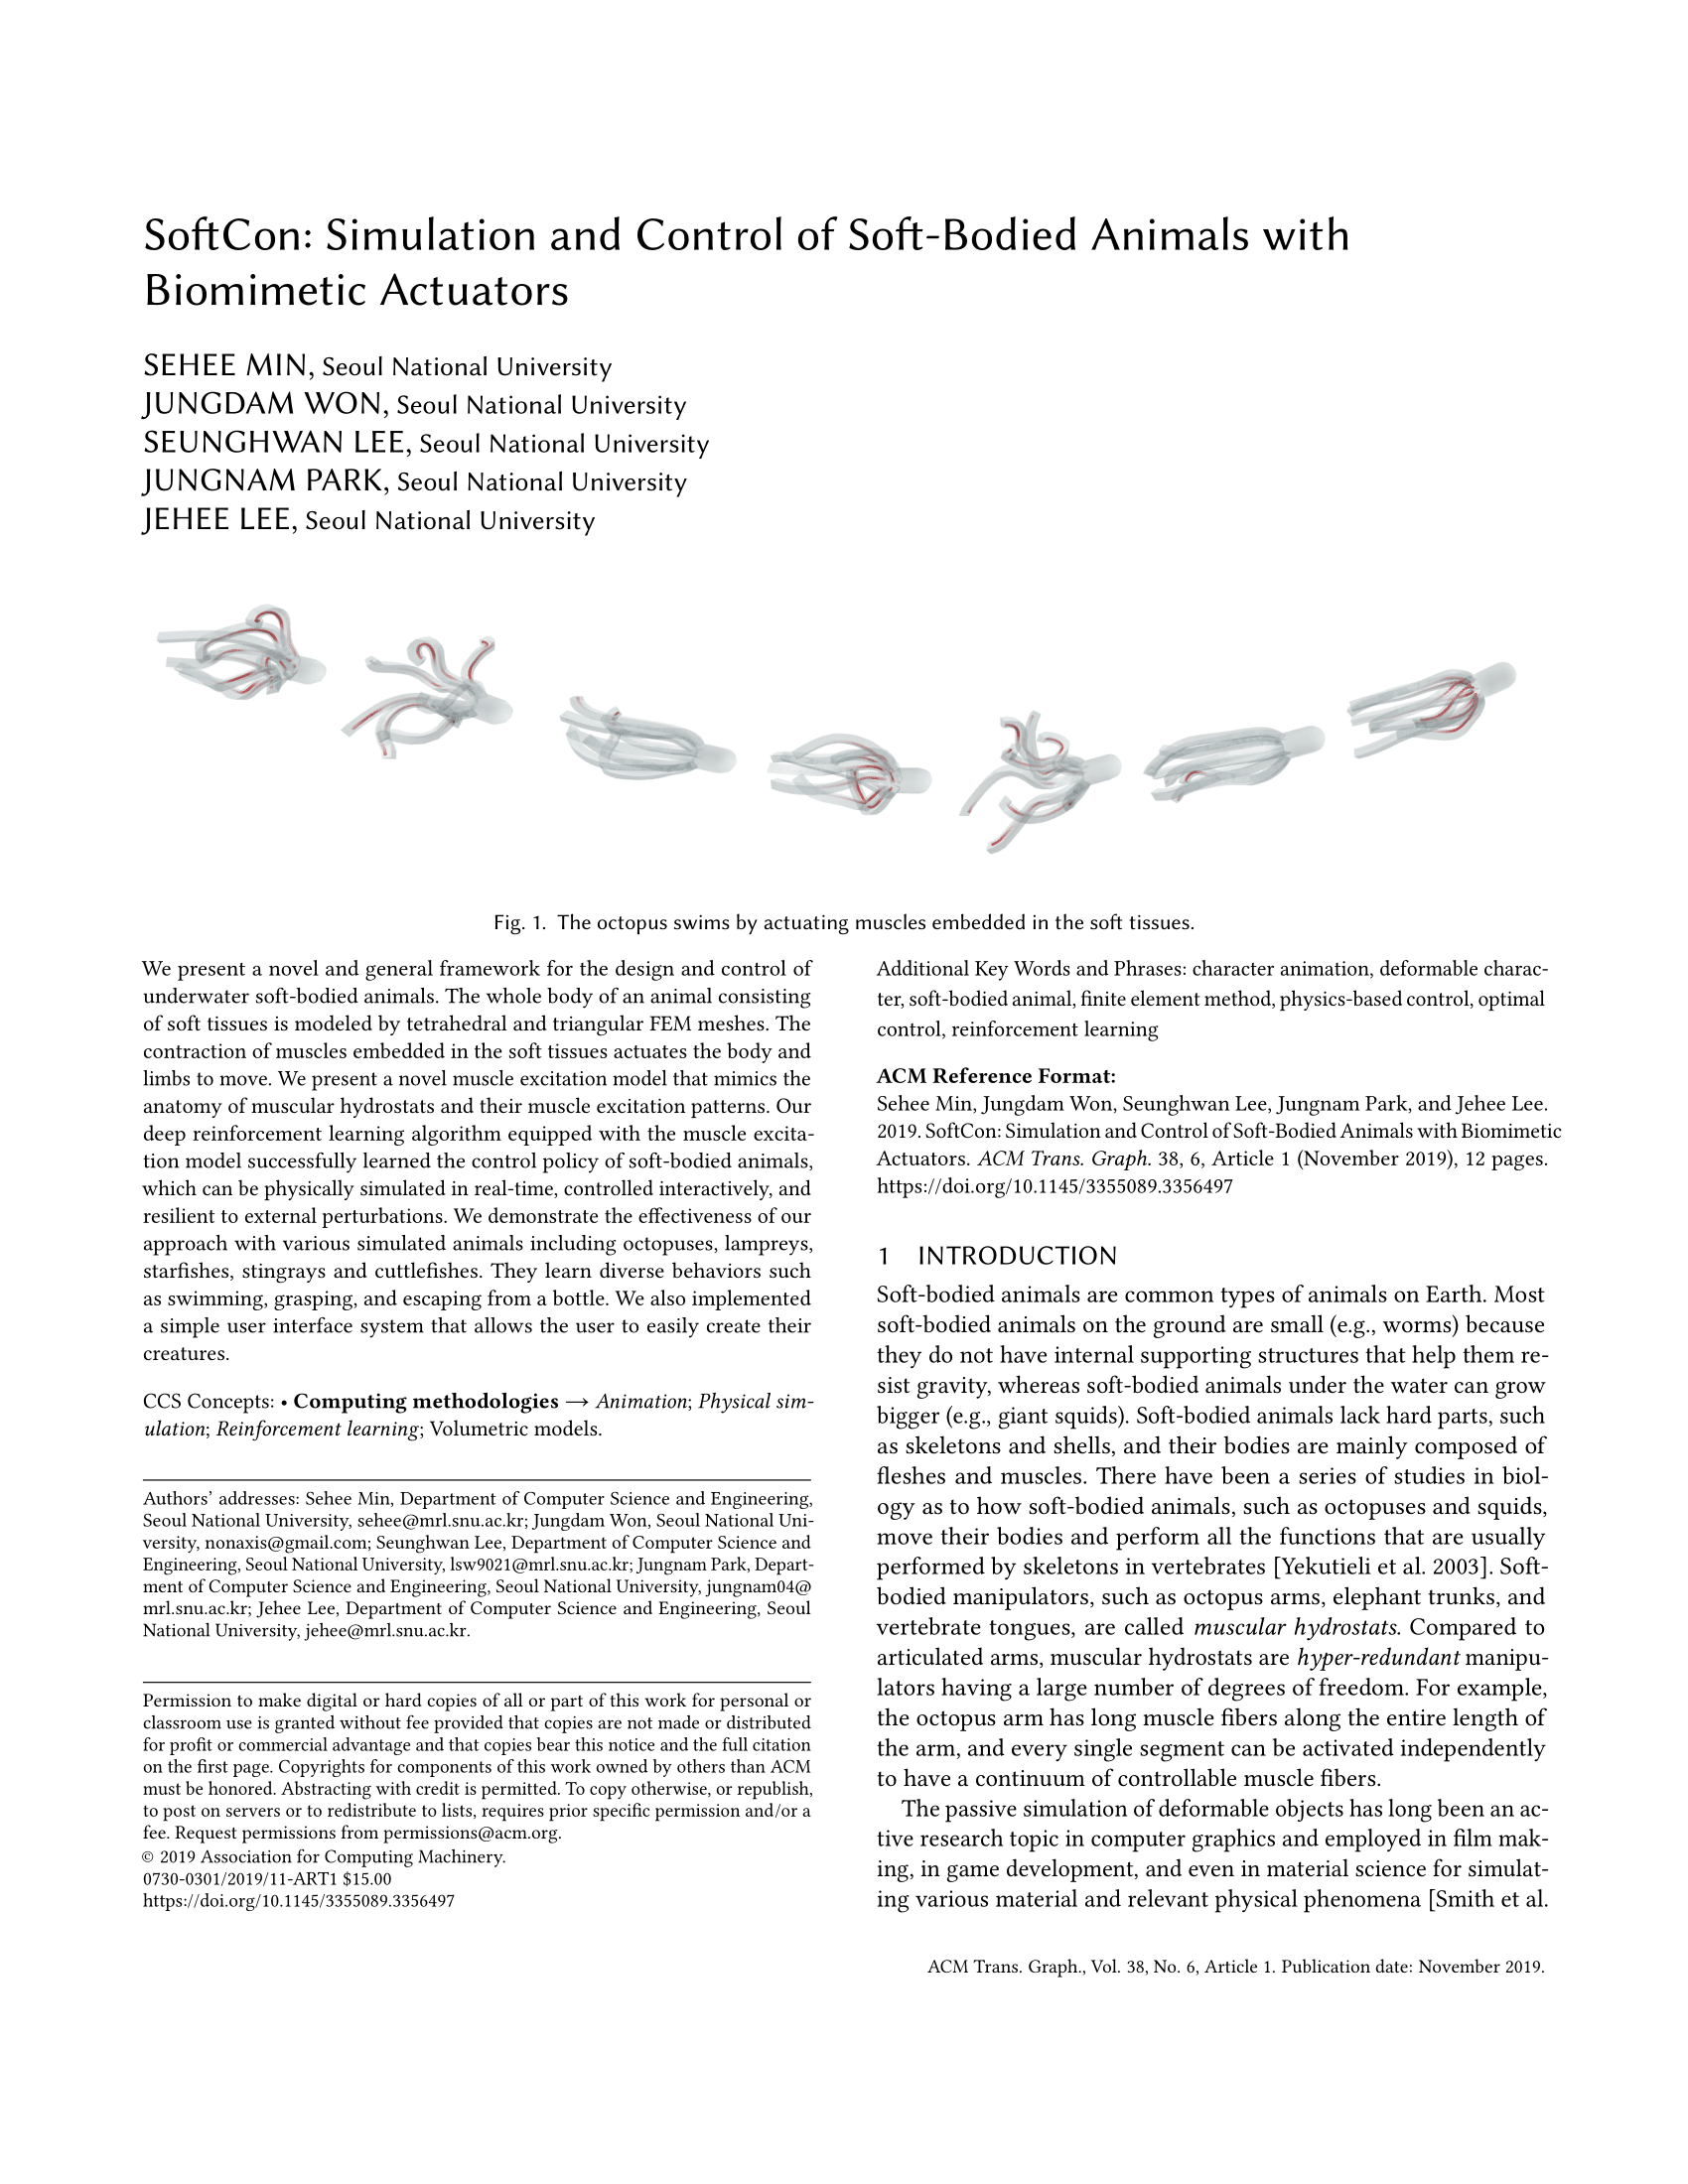 SoftCon: Simulation and Control of Soft-Bodied Animals with
Biomimetic Actuators
SEHEE MIN, Seoul National University
JUNGDAM WON, Seoul National University
SEUNGHWAN LEE, Seoul National University
JUNGNAM PARK, Seoul National University
JEHEE LEE, Seoul National University
Fig. 1. The octopus swims by actuating muscles embedded in the soft tissues.
We present a novel and general framework for the design and control of
underwater soft-bodied animals. The whole body of an animal consisting
of soft tissues is modeled by tetrahedral and triangular FEM meshes. The
contraction of muscles embedded in the soft tissues actuates the body and
limbs to move. We present a novel muscle excitation model that mimics the
anatomy of muscular hydrostats and their muscle excitation patterns. Our
deep reinforcement learning algorithm equipped with the muscle excita-
tion model successfully learned the control policy of soft-bodied animals,
which can be physically simulated in real-time, controlled interactively, and
resilient to external perturbations. We demonstrate the effectiveness of our
approach with various simulated animals including octopuses, lampreys,
starfishes, stingrays and cuttlefishes. They learn diverse behaviors such
as swimming, grasping, and escaping from a bottle. We also implemented
a simple user interface system that allows the user to easily create their
creatures.
CCS Concepts: • Computing methodologies → Animation; Physical sim-
ulation; Reinforcement learning; Volumetric models.
Authors' addresses: Sehee Min, Department of Computer Science and Engineering,
Seoul National University, sehee@mrl.snu.ac.kr; Jungdam Won, Seoul National Uni-
versity, nonaxis@gmail.com; Seunghwan Lee, Department of Computer Science and
Engineering, Seoul National University, lsw9021@mrl.snu.ac.kr; Jungnam Park, Depart-
ment of Computer Science and Engineering, Seoul National University, jungnam04@
mrl.snu.ac.kr; Jehee Lee, Department of Computer Science and Engineering, Seoul
National University, jehee@mrl.snu.ac.kr.
Permission to make digital or hard copies of all or part of this work for personal or
classroom use is granted without fee provided that copies are not made or distributed
for profit or commercial advantage and that copies bear this notice and the full citation
on the first page. Copyrights for components of this work owned by others than ACM
must be honored. Abstracting with credit is permitted. To copy otherwise, or republish,
to post on servers or to redistribute to lists, requires prior specific permission and/or a
fee. Request permissions from permissions@acm.org.
© 2019 Association for Computing Machinery.
0730-0301/2019/11-ART1 $15.00
https://doi.org/10.1145/3355089.3356497
Additional Key Words and Phrases: character animation, deformable charac-
ter, soft-bodied animal, finite element method, physics-based control, optimal
control, reinforcement learning
ACM Reference Format:
Sehee Min, Jungdam Won, Seunghwan Lee, Jungnam Park, and Jehee Lee.
2019. SoftCon: Simulation and Control of Soft-Bodied Animals with Biomimetic
Actuators. ACM Trans. Graph. 38, 6, Article 1 (November 2019), 12 pages.
https://doi.org/10.1145/3355089.3356497
1 INTRODUCTION
Soft-bodied animals are common types of animals on Earth. Most
soft-bodied animals on the ground are small (e.g., worms) because
they do not have internal supporting structures that help them re-
sist gravity, whereas soft-bodied animals under the water can grow
bigger (e.g., giant squids). Soft-bodied animals lack hard parts, such
as skeletons and shells, and their bodies are mainly composed of
fleshes and muscles. There have been a series of studies in biol-
ogy as to how soft-bodied animals, such as octopuses and squids,
move their bodies and perform all the functions that are usually
performed by skeletons in vertebrates [Yekutieli et al. 2003]. Soft-
bodied manipulators, such as octopus arms, elephant trunks, and
vertebrate tongues, are called muscular hydrostats. Compared to
articulated arms, muscular hydrostats are hyper-redundant manipu-
lators having a large number of degrees of freedom. For example,
the octopus arm has long muscle fibers along the entire length of
the arm, and every single segment can be activated independently
to have a continuum of controllable muscle fibers.
The passive simulation of deformable objects has long been an ac-
tive research topic in computer graphics and employed in film mak-
ing, in game development, and even in material science for simulat-
ing various material and relevant physical phenomena [Smith et al.
ACM Trans. Graph., Vol. 38, No. 6, Article 1. Publication date: November 2019.